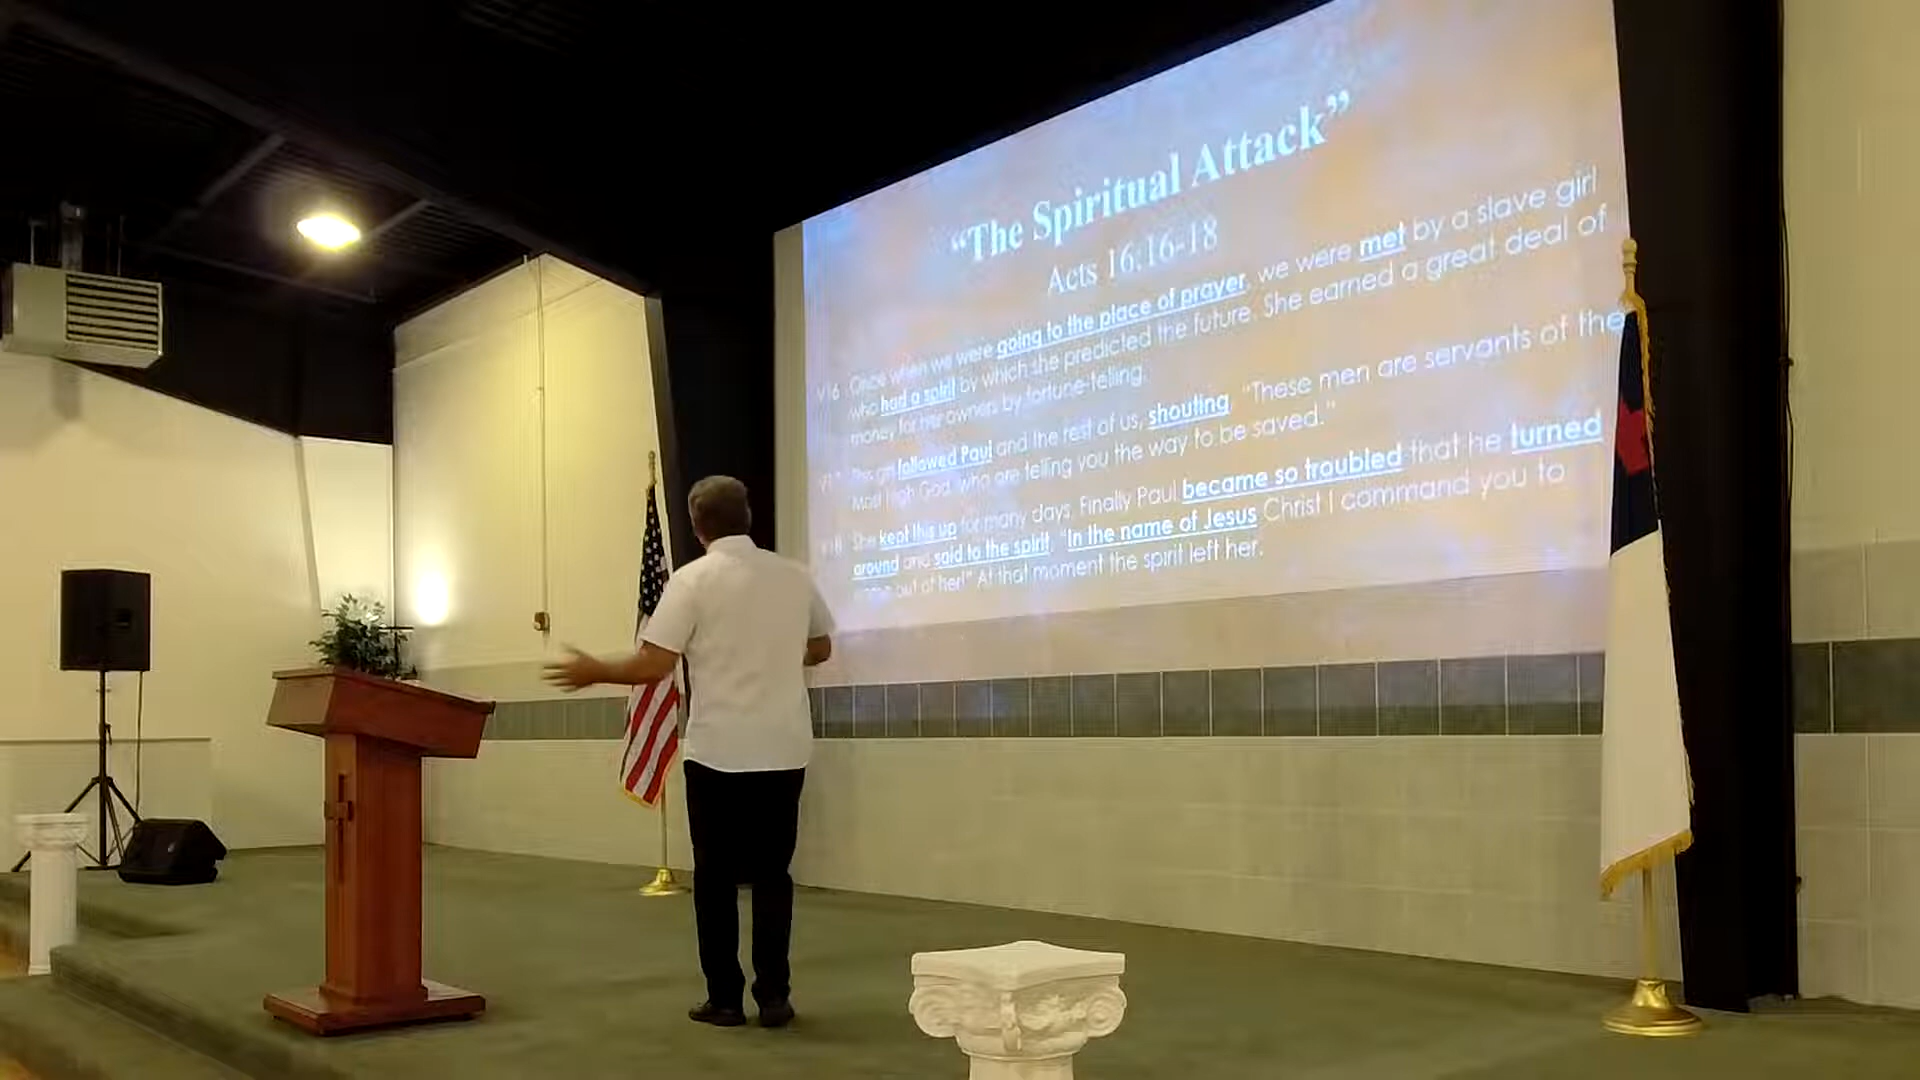 “The Spiritual Attack”
Acts 16:16-18
V16 Once when we were going to the place of prayer, we were met by a slave girl
who had a spirit by which she predicted the future. She earned a great deal of
money for her owners by fortune-telling.
V17 This girl followed Paul and the rest of us, shouting, “These men are servants of the
Most High God, who are telling you the way to be saved.”
V18 She kept this up for many days. Finally Paul became so troubled that he turned
around and said to the spirit, “In the name of Jesus Christ I command you to
out of her!” At that moment the spirit left her.